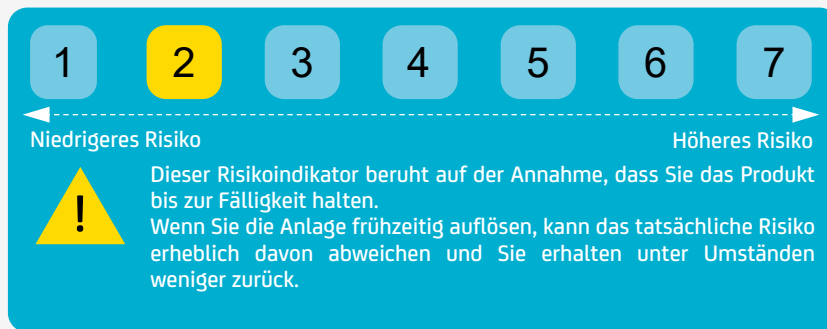 1 2 3 4 5 6 7
Niedrigeres Risiko Höheres Risiko
!
Dieser Risikoindikator beruht auf der Annahme, dass Sie das Produkt
bis zur Fälligkeit halten.
Wenn Sie die Anlage frühzeitig auflösen, kann das tatsächliche Risiko
erheblich davon abweichen und Sie erhalten unter Umständen
weniger zurück.